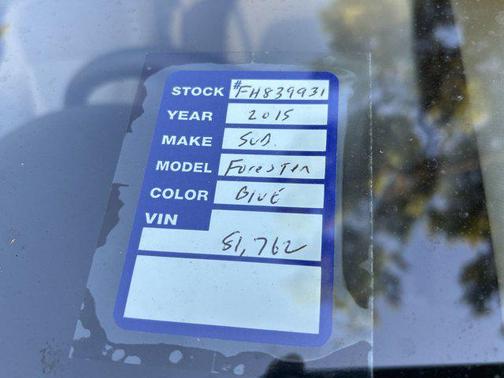 STOCK #FH839931
YEAR 2015
MAKE SUB.
MODEL Forester
COLOR BLUE
VIN
81,762